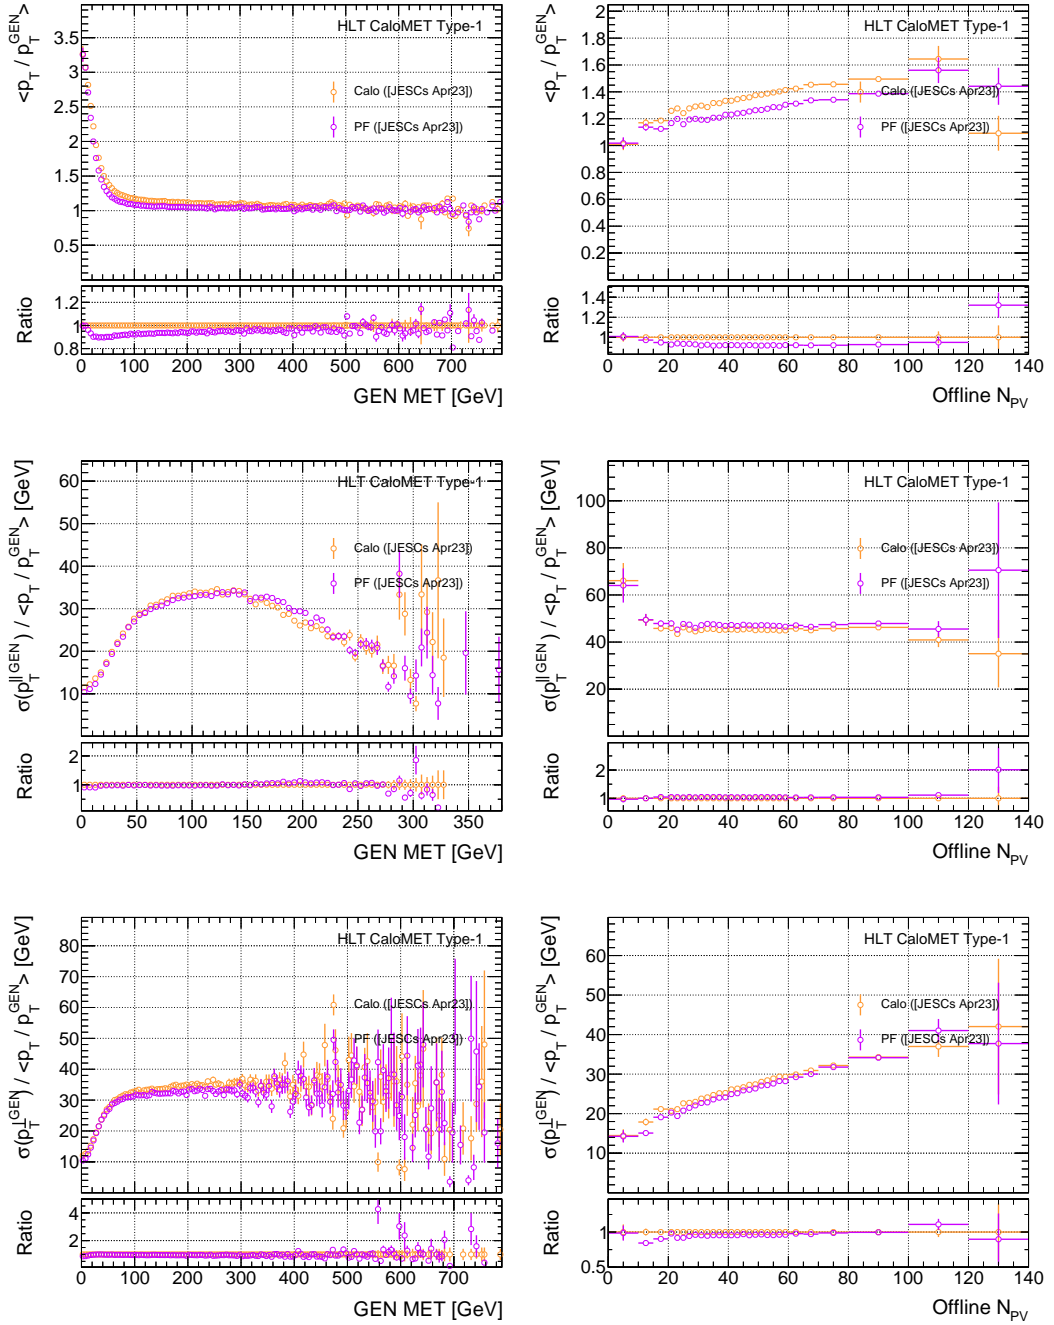 <p_T / p_T^GEN>
HLT CaloMET Type-1
Calo ([JESCs Apr23])
PF ([JESCs Apr23])
3.5
3
2.5
2
1.5
1
0.5
Ratio
1.2
1
0.8
0 100 200 300 400 500 600 700
GEN MET [GeV]
<p_T / p_T^GEN>
HLT CaloMET Type-1
Calo ([JESCs Apr23])
PF ([JESCs Apr23])
2
1.8
1.6
1.4
1.2
1
0.8
0.6
0.4
0.2
Ratio
1.4
1.2
1
0 20 40 60 80 100 120 140
Offline N_PV
σ(p_T^||GEN) / <p_T / p_T^GEN> [GeV]
HLT CaloMET Type-1
Calo ([JESCs Apr23])
PF ([JESCs Apr23])
60
50
40
30
20
10
Ratio
2
1
0 50 100 150 200 250 300 350
GEN MET [GeV]
σ(p_T^||GEN) / <p_T / p_T^GEN> [GeV]
HLT CaloMET Type-1
Calo ([JESCs Apr23])
PF ([JESCs Apr23])
100
80
60
40
20
Ratio
2
1
0 20 40 60 80 100 120 140
Offline N_PV
σ(p_T^⊥GEN) / <p_T / p_T^GEN> [GeV]
HLT CaloMET Type-1
Calo ([JESCs Apr23])
PF ([JESCs Apr23])
80
70
60
50
40
30
20
10
Ratio
4
2
0 100 200 300 400 500 600 700
GEN MET [GeV]
σ(p_T^⊥GEN) / <p_T / p_T^GEN> [GeV]
HLT CaloMET Type-1
Calo ([JESCs Apr23])
PF ([JESCs Apr23])
60
50
40
30
20
10
Ratio
1
0.5
0 20 40 60 80 100 120 140
Offline N_PV